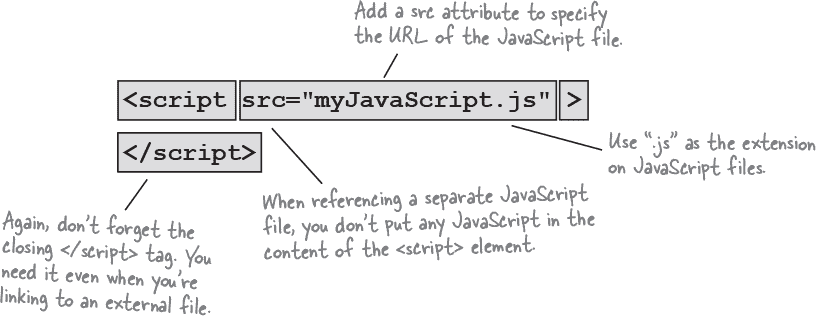 Add a src attribute to specify
the URL of the JavaScript file.
<script src="myJavaScript.js" >
</script>
Use “.js” as the extension
on JavaScript files.
When referencing a separate JavaScript
file, you don’t put any JavaScript in the
content of the <script> element.
Again, don’t forget the
closing </script> tag. You
need it even when you’re
linking to an external file.